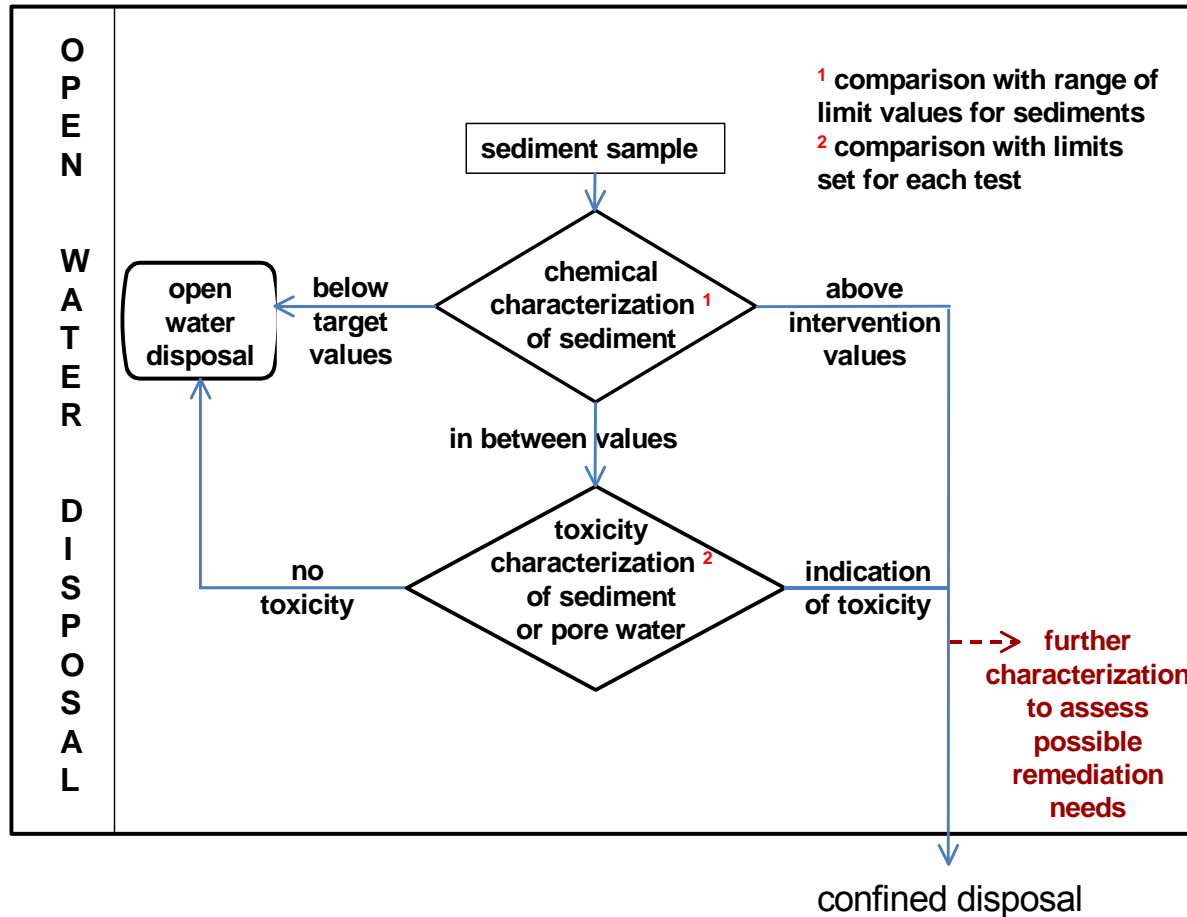 OPEN WATER DISPOSAL
1 comparison with range of
limit values for sediments
2 comparison with limits
set for each test
sediment sample
chemical
characterization 1
of sediment
below
target
values
open
water
disposal
above
intervention
values
in between values
toxicity
characterization 2
of sediment
or pore water
no
toxicity
indication
of toxicity
further
characterization
to assess
possible
remediation
needs
confined disposal